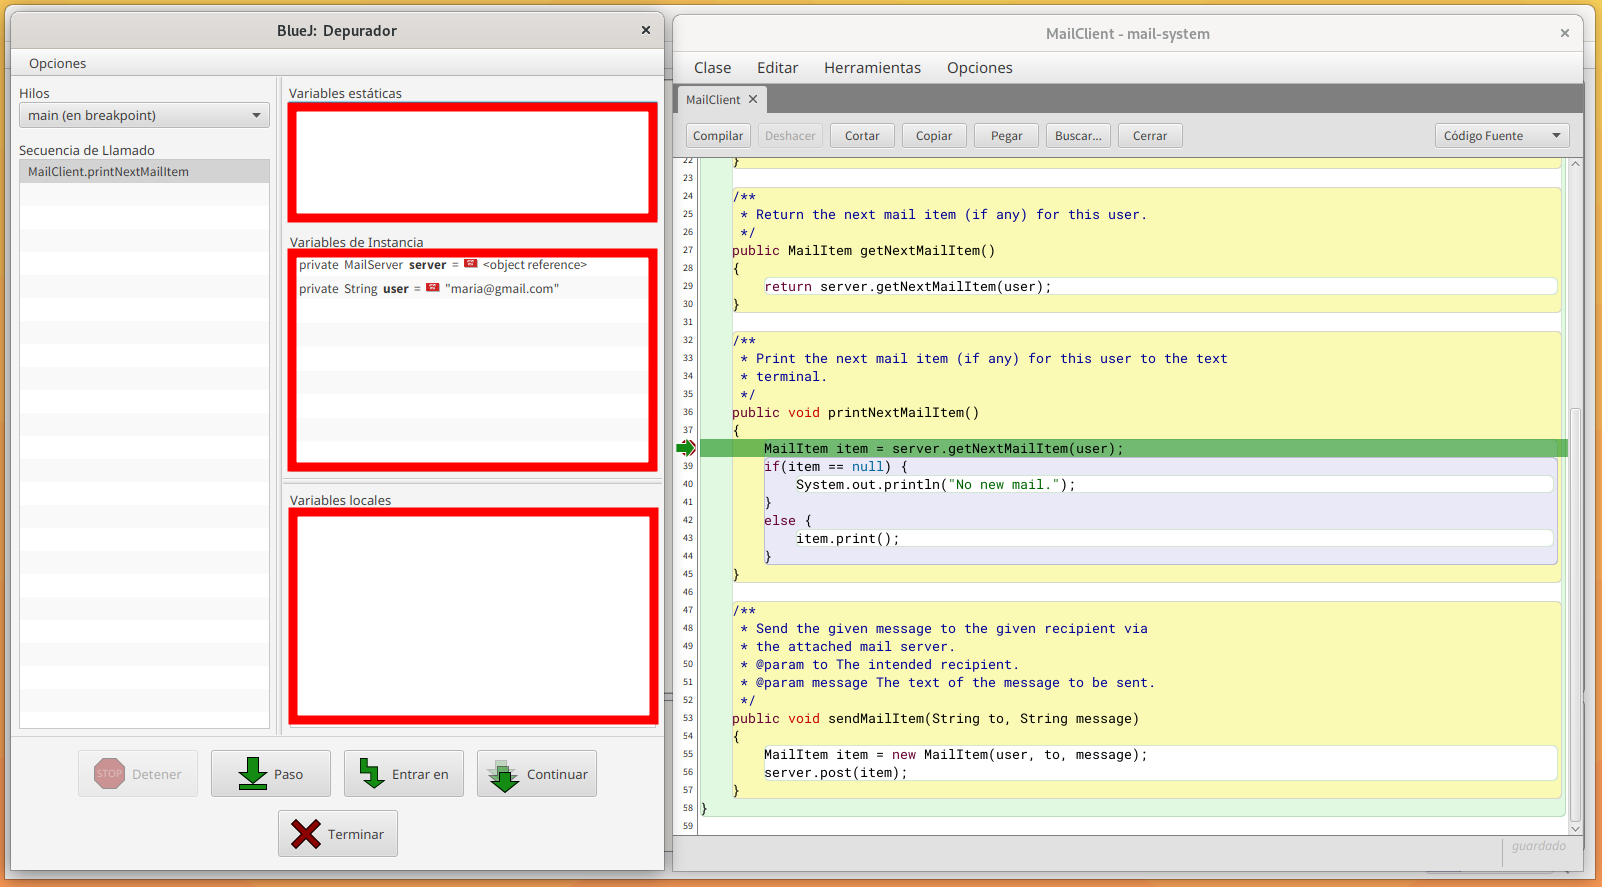 BlueJ: Depurador
Opciones
Hilos
main (en breakpoint)
Secuencia de Llamado
MailClient.printNextMailItem
Variables estáticas
Variables de Instancia
private MailServer server = <object reference>
private String user = "maria@gmail.com"
Variables locales
STOP Detener
Paso
Entrar en
Continuar
Terminar
MailClient - mail-system
Clase Editar Herramientas Opciones
MailClient
Compilar Deshacer Cortar Copiar Pegar Buscar... Cerrar Código Fuente
22 }
23
24 /**
25 * Return the next mail item (if any) for this user.
26 */
27 public MailItem getNextMailItem()
28 {
29 return server.getNextMailItem(user);
30 }
31
32 /**
33 * Print the next mail item (if any) for this user to the text
34 * terminal.
35 */
36 public void printNextMailItem()
37 {
MailItem item = server.getNextMailItem(user);
39 if(item == null) {
40 System.out.println("No new mail.");
41 }
42 else {
43 item.print();
44 }
45 }
46
47 /**
48 * Send the given message to the given recipient via
49 * the attached mail server.
50 * @param to The intended recipient.
51 * @param message The text of the message to be sent.
52 */
53 public void sendMailItem(String to, String message)
54 {
55 MailItem item = new MailItem(user, to, message);
56 server.post(item);
57 }
58 }
59
guardado